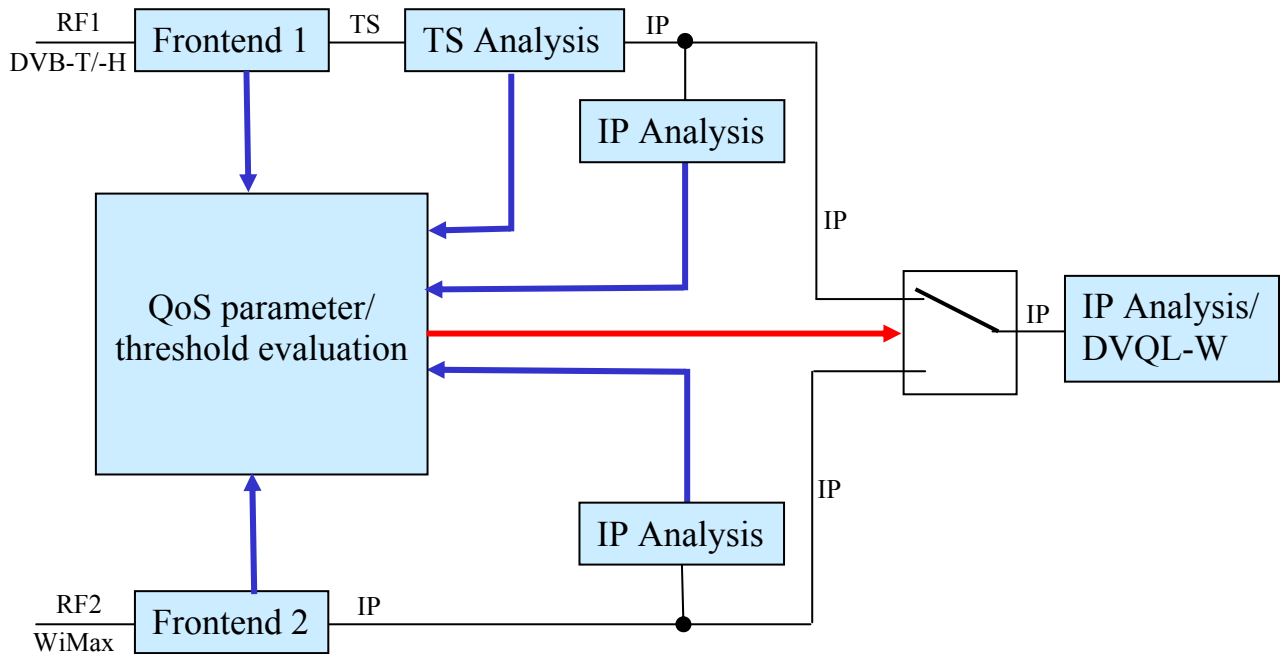 RF1
DVB-T/-H
Frontend 1
TS
TS Analysis
IP
IP Analysis
IP
QoS parameter/
threshold evaluation
IP
IP Analysis/
DVQL-W
IP
IP Analysis
RF2
WiMax
Frontend 2
IP